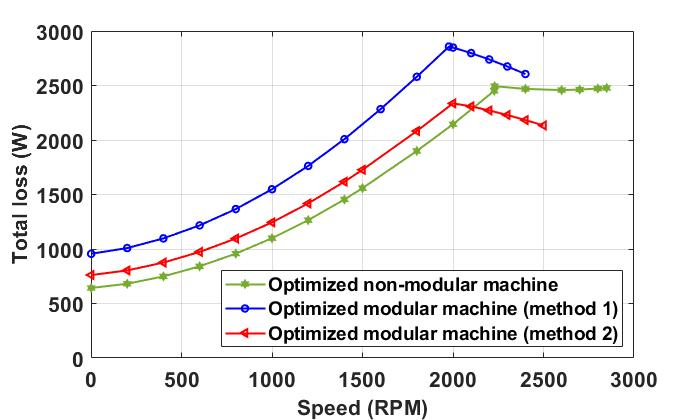 3000
2500
2000
1500
1000
500
0
Total loss (W)
Optimized non-modular machine
Optimized modular machine (method 1)
Optimized modular machine (method 2)
0 500 1000 1500 2000 2500 3000
Speed (RPM)